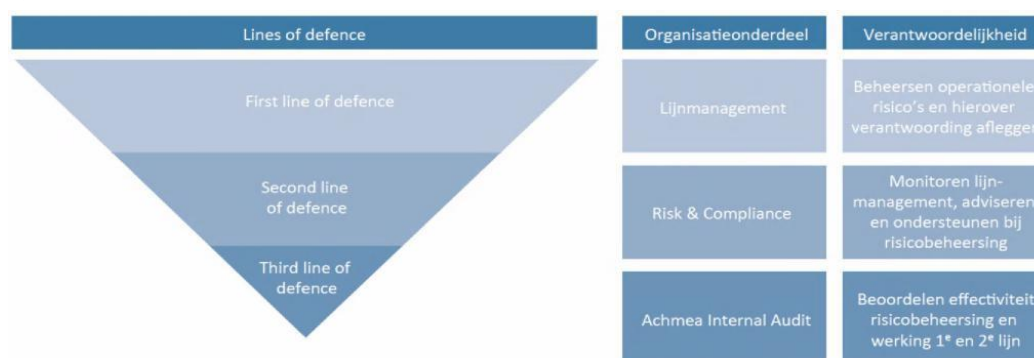 Lines of defence
Organisatieonderdeel
Verantwoordelijkheid
First line of defence
Lijnmanagement
Beheersen operationele
risico's en hierover
verantwoording afleggen
Second line
of defence
Risk & Compliance
Monitoren lijn-
management, adviseren
en ondersteunen bij
risicobeheersing
Third line of
defence
Achmea Internal Audit
Beoordelen effectiviteit
risicobeheersing en
werking 1ᵉ en 2ᵉ lijn